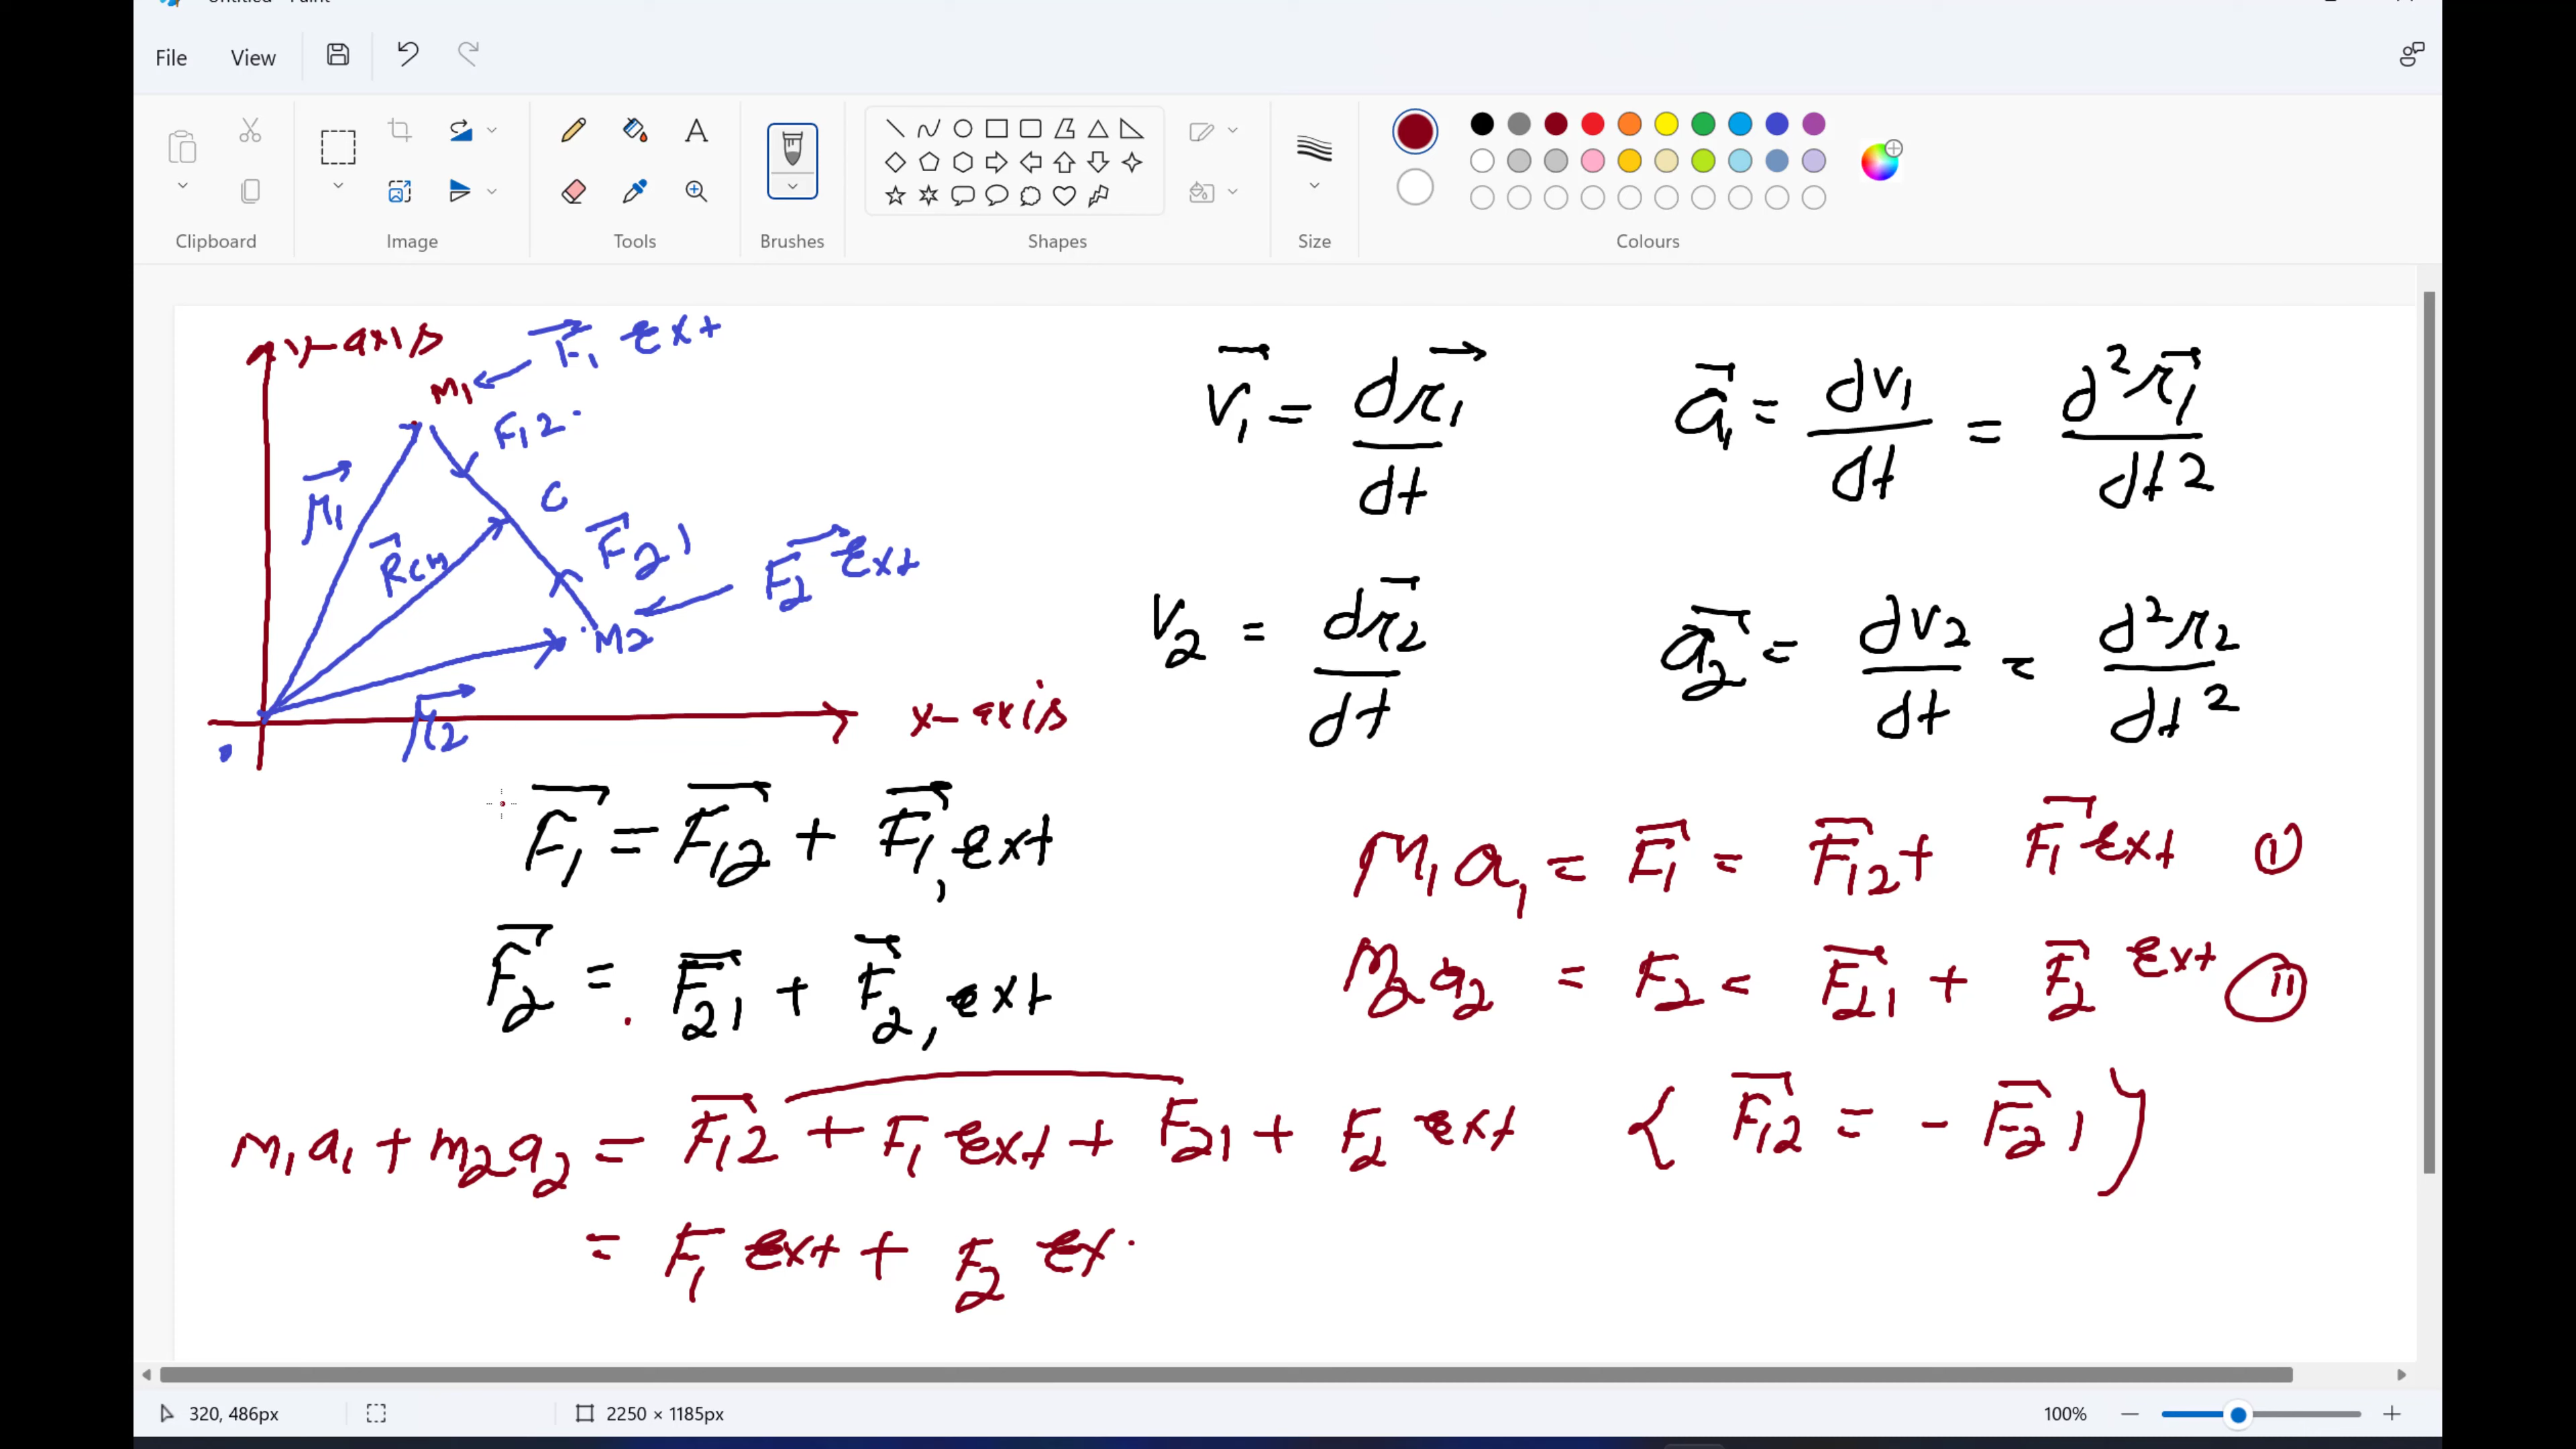 File View
Clipboard Image Tools Brushes Shapes Size Colours
y-axis
F₁ ext
M₁
F₁₂
r₁
C
Rcm
F₂₁
F₂ ext
M₂
r₂
x-axis
v₁ = dr₁/dt
a₁ = dv₁/dt = d²r₁/dt²
v₂ = dr₂/dt
a₂ = dv₂/dt = d²r₂/dt²
F₁ = F₁₂ + F₁, ext
F₂ = F₂₁ + F₂, ext
M₁a₁ = F₁ = F₁₂ + F₁ ext (I)
M₂a₂ = F₂ = F₂₁ + F₂ ext (II)
m₁a₁ + m₂a₂ = F₁₂ + F₁ ext + F₂₁ + F₂ ext { F₁₂ = - F₂₁ }
= F₁ ext + F₂ ex
320, 486px 2250 × 1185px 100%